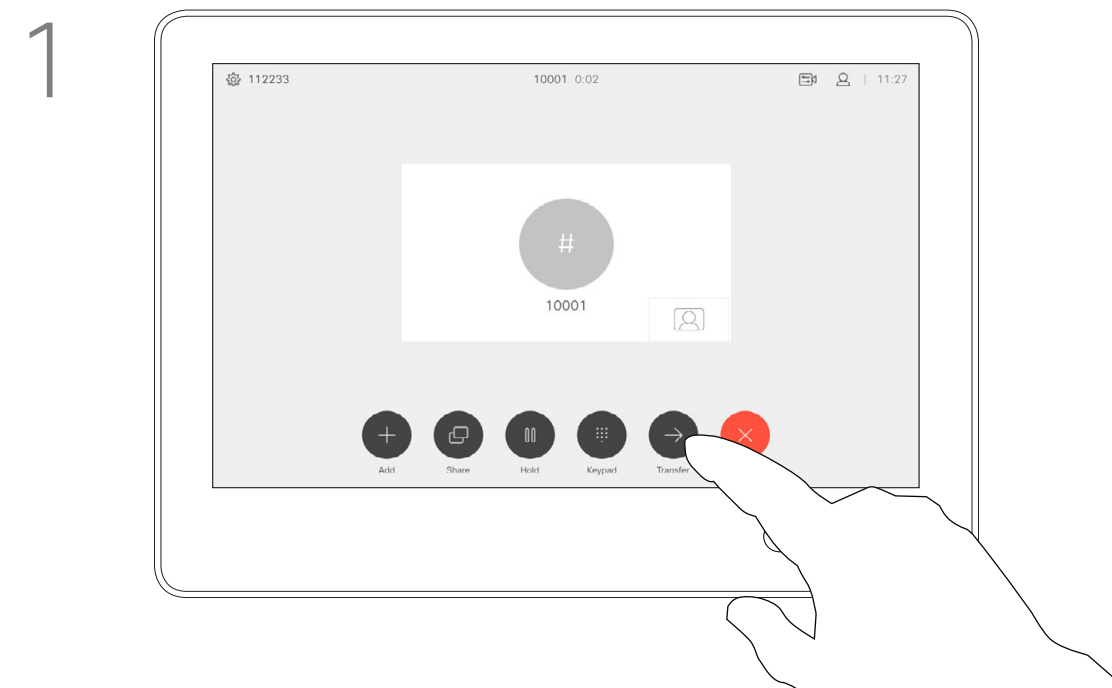 1
112233
10001 0:02
11:27
#
10001
Add
Share
Hold
Keypad
Transfer